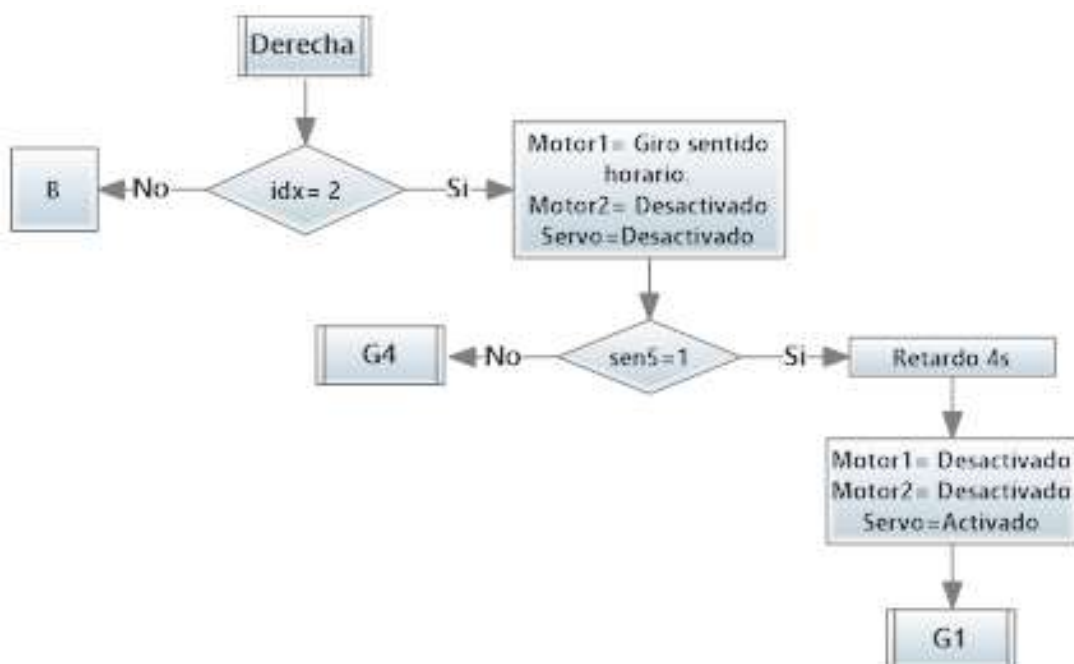 Derecha
B
No
idx= 2
Si
Motor1= Giro sentido
horario
Motor2= Desactivado
Servo=Desactivado
G4
No
sen5=1
Si
Retardo 4s
Motor1= Desactivado
Motor2= Desactivado
Servo=Activado
G1